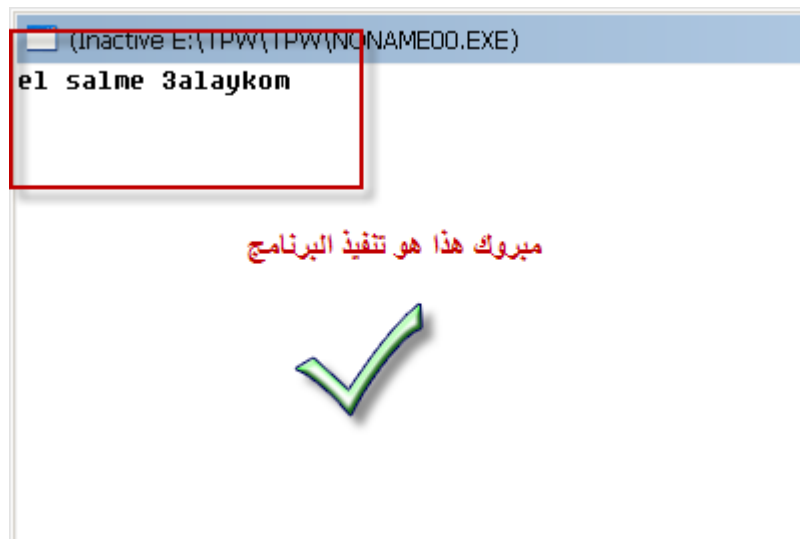 (Inactive E:\TPW\TPW\NONAME00.EXE)
el salme 3alaykom
مبروك هذا هو تنفيذ البرنامج